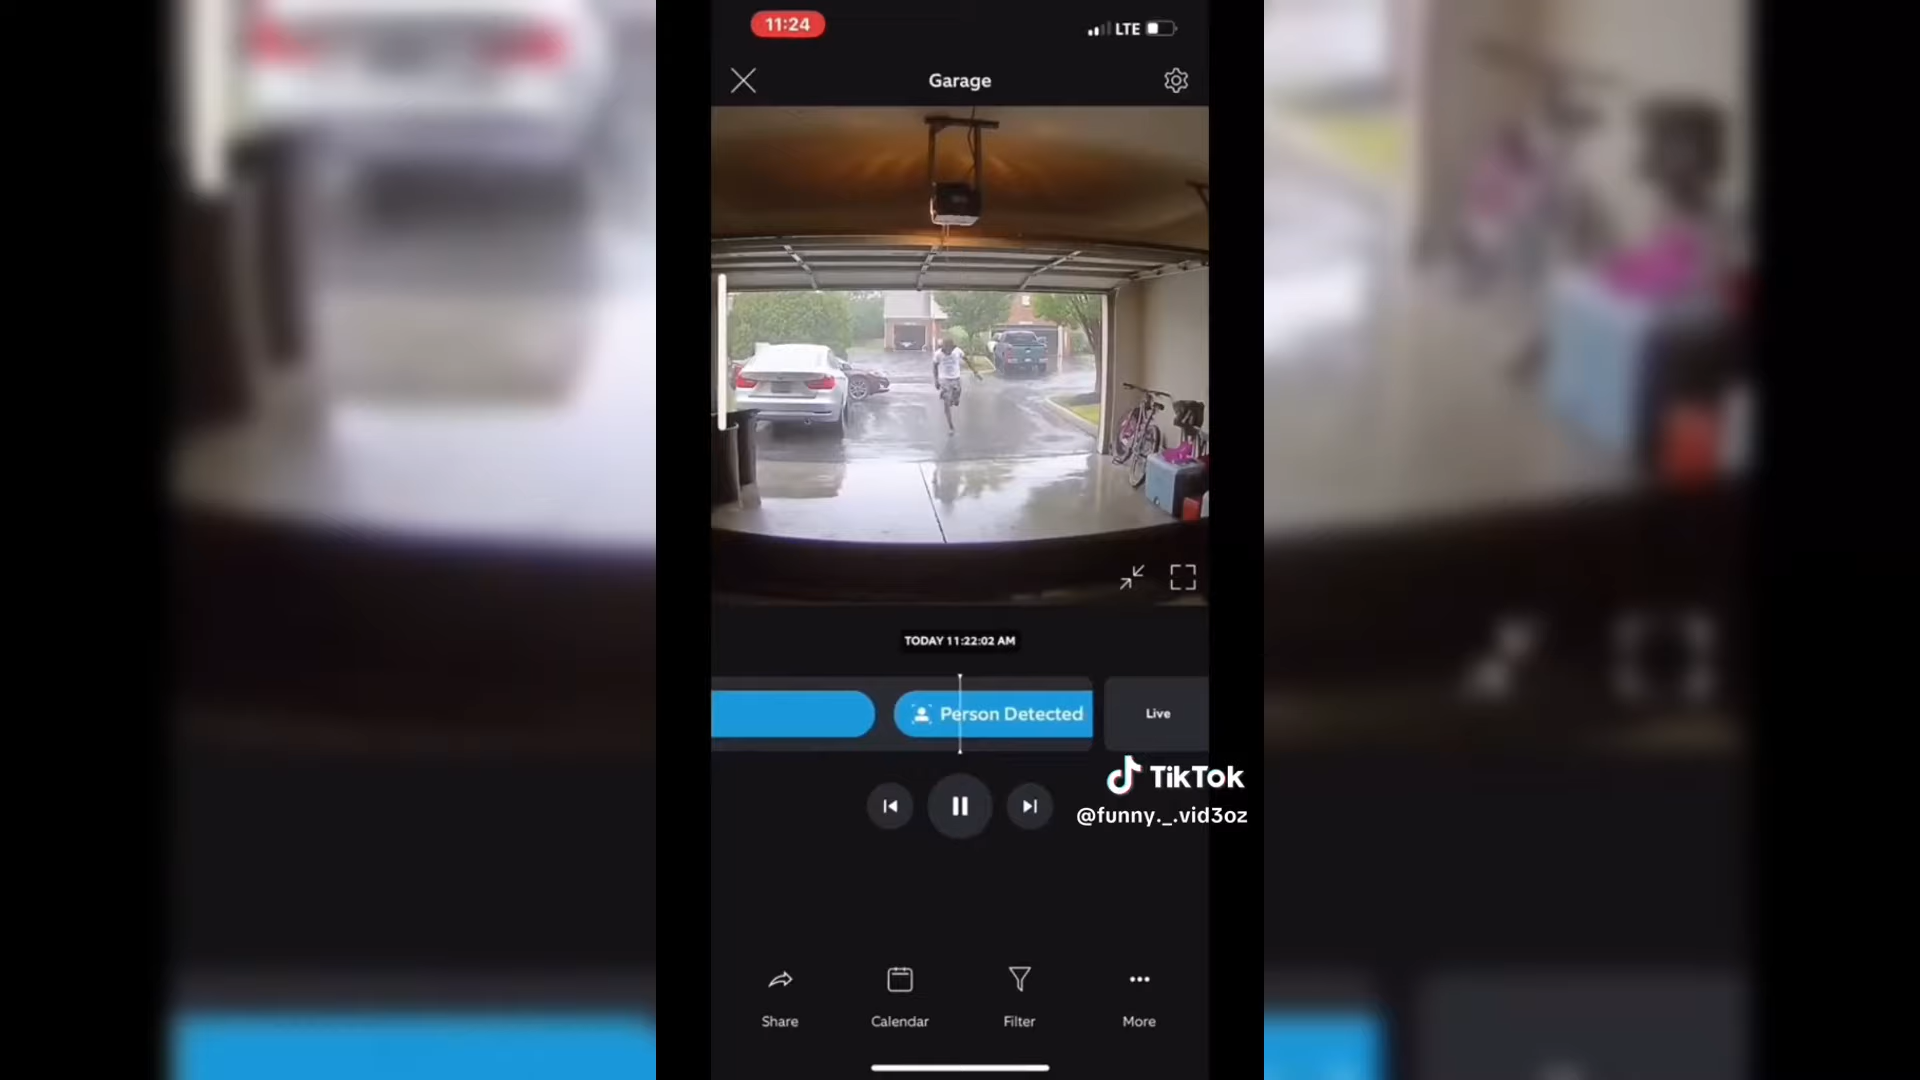 11:24
LTE
Garage
TODAY 11:22:02 AM
Person Detected
Live
TikTok
@funny._.vid3oz
Share
Calendar
Filter
More